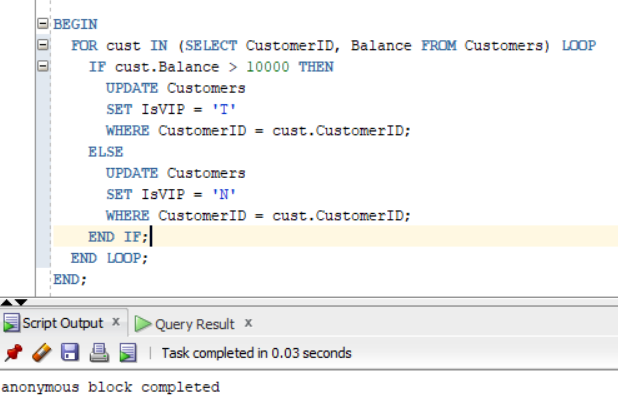 BEGIN
FOR cust IN (SELECT CustomerID, Balance FROM Customers) LOOP
IF cust.Balance > 10000 THEN
UPDATE Customers
SET IsVIP = 'T'
WHERE CustomerID = cust.CustomerID;
ELSE
UPDATE Customers
SET IsVIP = 'N'
WHERE CustomerID = cust.CustomerID;
END IF;
END LOOP;
END;
Script Output x Query Result x
Task completed in 0.03 seconds
anonymous block completed